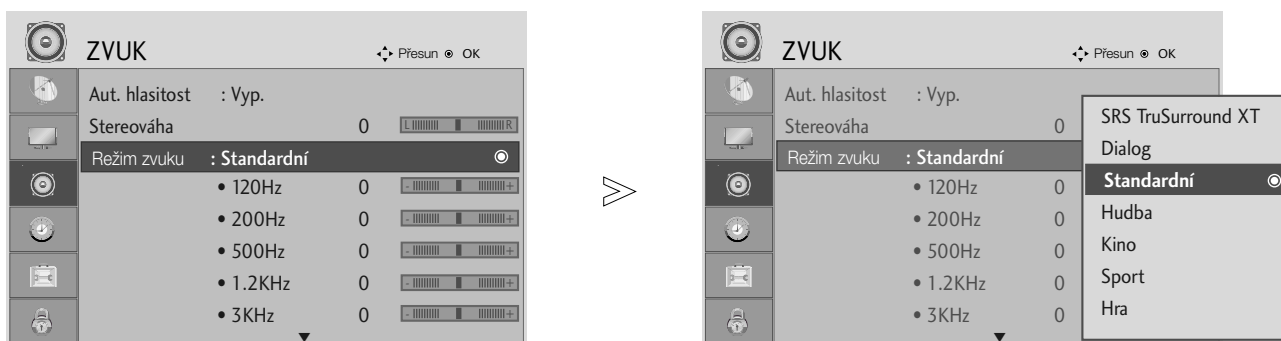 ZVUK
Přesun OK
Aut. hlasitost : Vyp.
Stereováha 0 L R
Režim zvuku : Standardní
• 120Hz 0 - +
• 200Hz 0 - +
• 500Hz 0 - +
• 1.2KHz 0 - +
• 3KHz 0 - +
ZVUK
Přesun OK
Aut. hlasitost : Vyp.
Stereováha 0
Režim zvuku : Standardní
• 120Hz 0
• 200Hz 0
• 500Hz 0
• 1.2KHz 0
• 3KHz 0
SRS TruSurround XT
Dialog
Standardní
Hudba
Kino
Sport
Hra